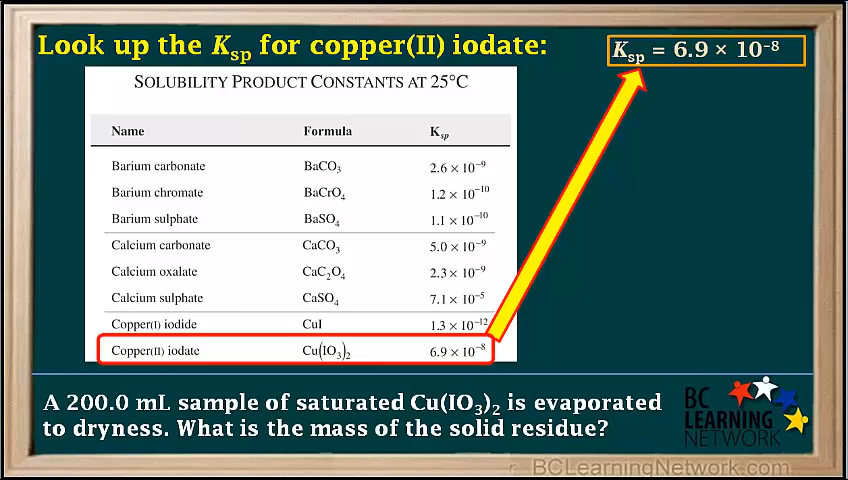 Look up the Ksp for copper(II) iodate:
Ksp = 6.9 × 10⁻⁸
SOLUBILITY PRODUCT CONSTANTS AT 25°C
Name Formula Ksp
Barium carbonate BaCO₃ 2.6 × 10⁻⁹
Barium chromate BaCrO₄ 1.2 × 10⁻¹⁰
Barium sulphate BaSO₄ 1.1 × 10⁻¹⁰
Calcium carbonate CaCO₃ 5.0 × 10⁻⁹
Calcium oxalate CaC₂O₄ 2.3 × 10⁻⁹
Calcium sulphate CaSO₄ 7.1 × 10⁻⁵
Copper(I) iodide CuI 1.3 × 10⁻¹²
Copper(II) iodate Cu(IO₃)₂ 6.9 × 10⁻⁸
A 200.0 mL sample of saturated Cu(IO₃)₂ is evaporated
to dryness. What is the mass of the solid residue?
BC
LEARNING
NETWORK
BCLearningNetwork.com